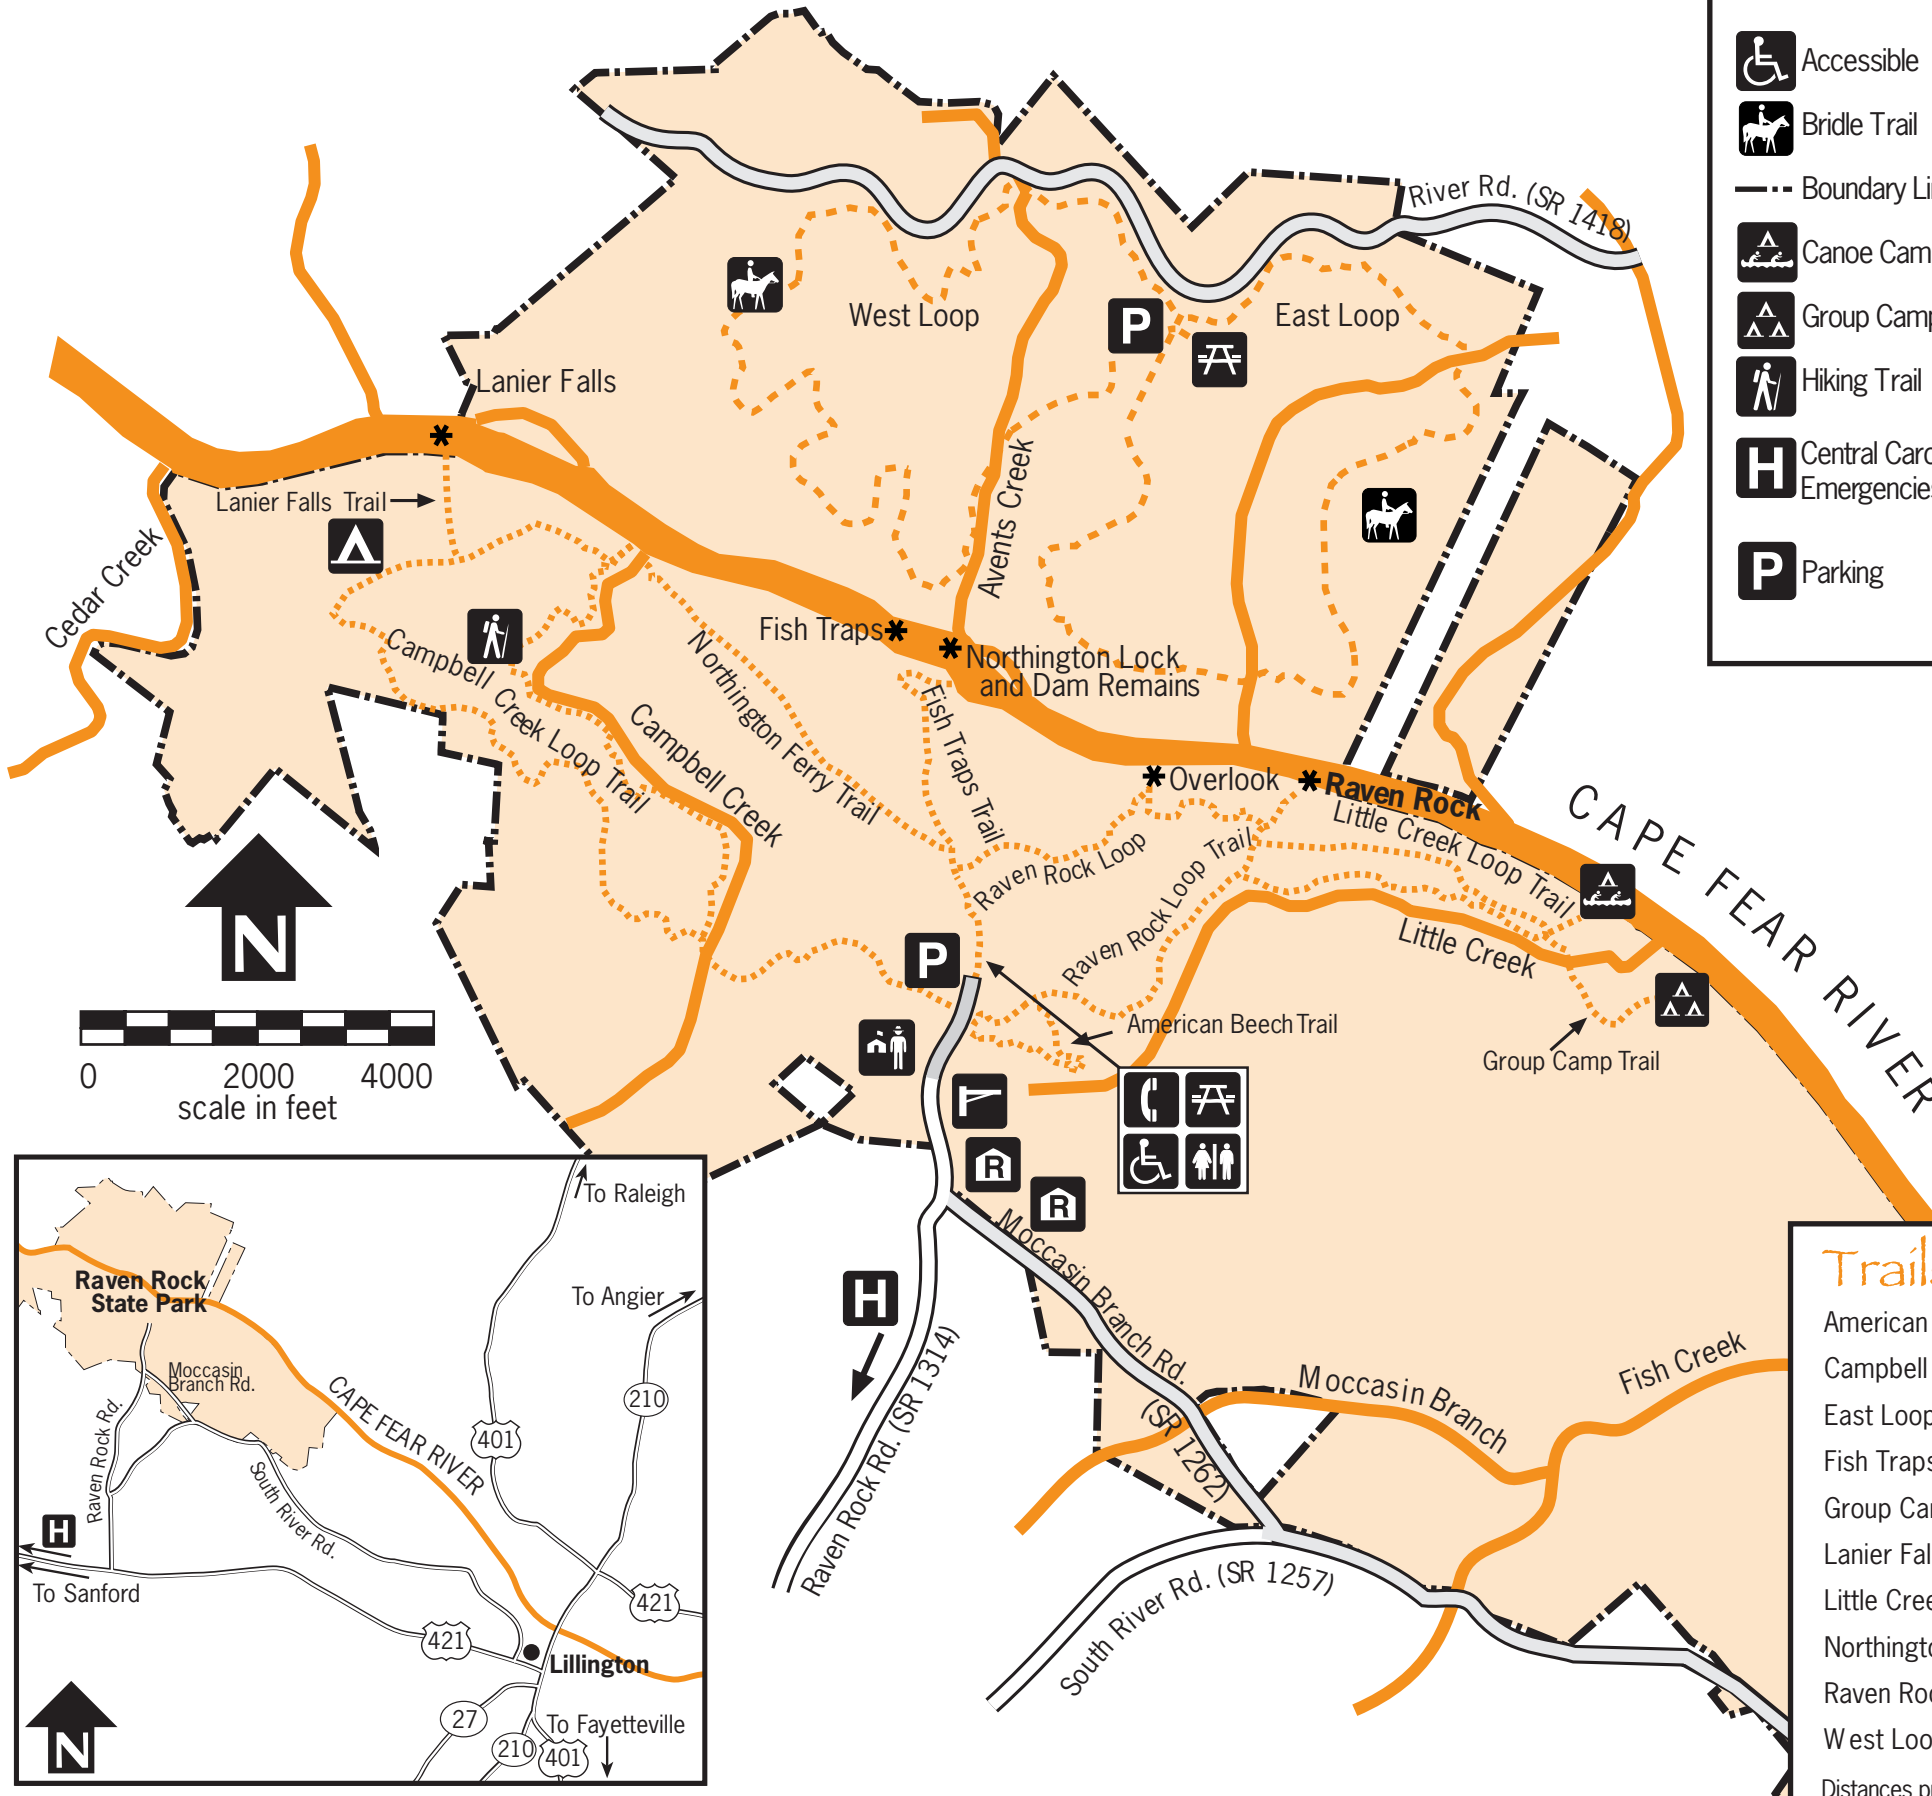 Accessible
Bridle Trail
Boundary Li
Canoe Cam
Group Camp
Hiking Trail
H
Central Caro
Emergencies
P
Parking
River Rd. (SR 1418)
West Loop
P
East Loop
Lanier Falls
Lanier Falls Trail
Cedar Creek
Avents Creek
Fish Traps
Northington Lock
and Dam Remains
Campbell Creek Loop Trail
Northington Ferry Trail
Campbell Creek
Fish Traps Trail
Overlook
Raven Rock
Little Creek Loop Trail
CAPE FEAR RIVER
Raven Rock Loop
Raven Rock Loop Trail
Little Creek
N
P
American Beech Trail
Group Camp Trail
0 2000 4000
scale in feet
R
R
H
Moccasin Branch Rd.
(SR 1262)
Raven Rock Rd. (SR 1314)
Moccasin Branch
Fish Creek
South River Rd. (SR 1257)
To Raleigh
Raven Rock
State Park
To Angier
Moccasin
Branch Rd.
CAPE FEAR RIVER
210
401
Raven Rock Rd.
South River Rd.
H
To Sanford
421
421
Lillington
27
210
401
To Fayetteville
N
Trails
American
Campbell
East Loop
Fish Traps
Group Car
Lanier Fal
Little Cree
Northingto
Raven Roc
West Loo
Distances pr